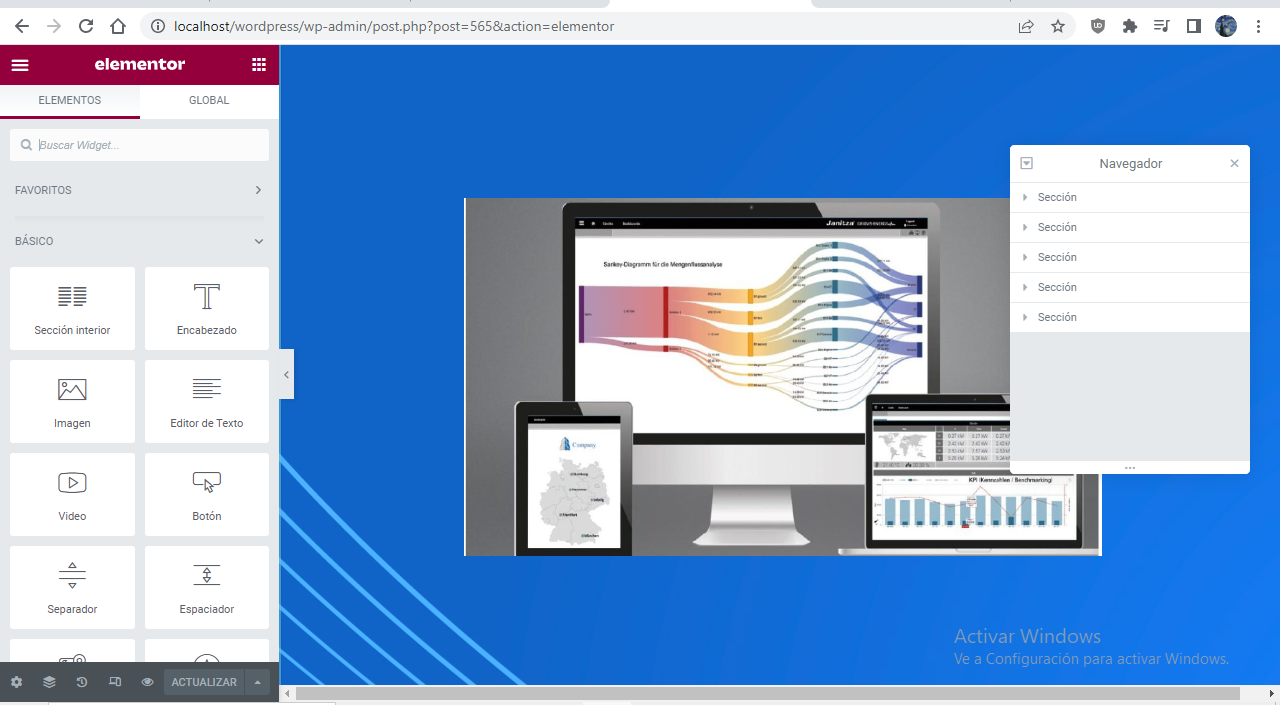 localhost/wordpress/wp-admin/post.php?post=565&action=elementor
elementor
ELEMENTOS
GLOBAL
Buscar Widget...
FAVORITOS
BÁSICO
Sección interior
Encabezado
Imagen
Editor de Texto
Video
Botón
Separador
Espaciador
ACTUALIZAR
Janitza
Sankey-Diagramm für die Mengenflussanalyse
Company
KPI (Kennzahlen / Benchmarking)
Navegador
Sección
Sección
Sección
Sección
Sección
Activar Windows
Ve a Configuración para activar Windows.